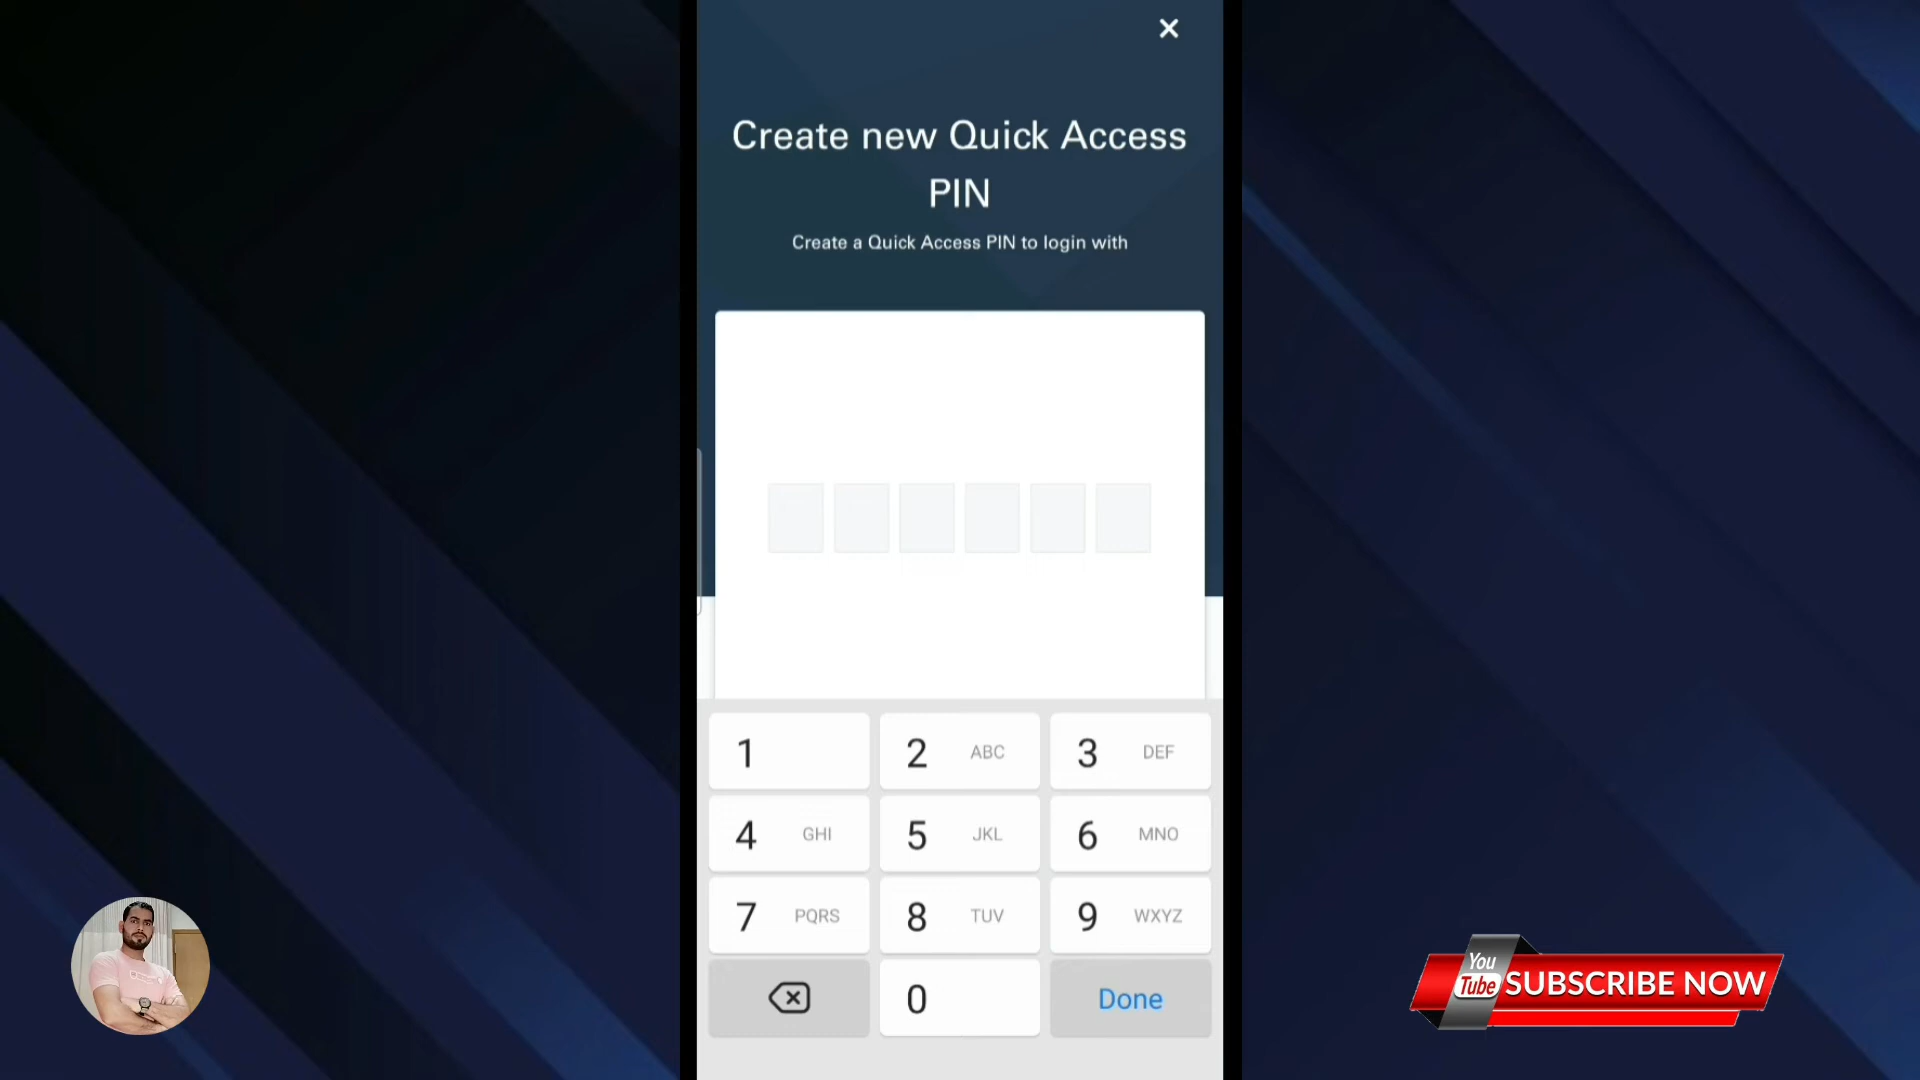 Create new Quick Access
PIN
Create a Quick Access PIN to login with
1
2 ABC
3 DEF
4 GHI
5 JKL
6 MNO
7 PQRS
8 TUV
9 WXYZ
0
Done
You
Tube SUBSCRIBE NOW